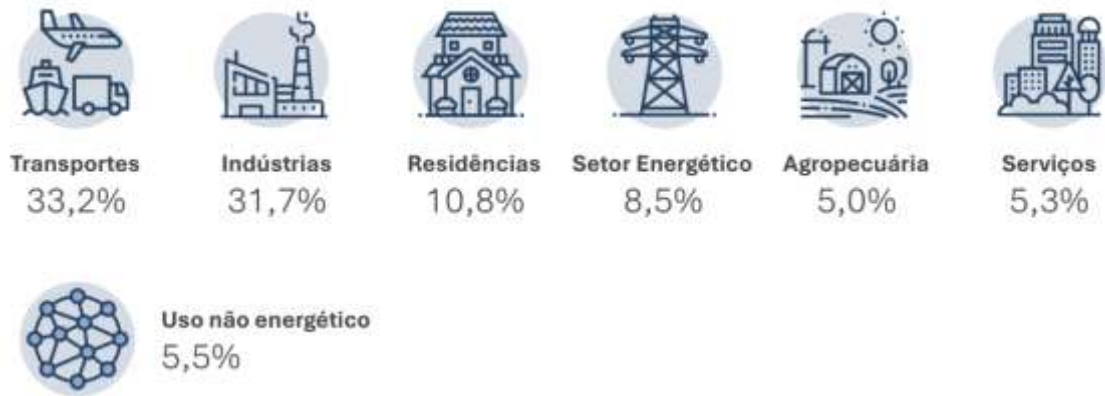 Transportes
33,2%
Indústrias
31,7%
Residências
10,8%
Setor Energético
8,5%
Agropecuária
5,0%
Serviços
5,3%
Uso não energético
5,5%